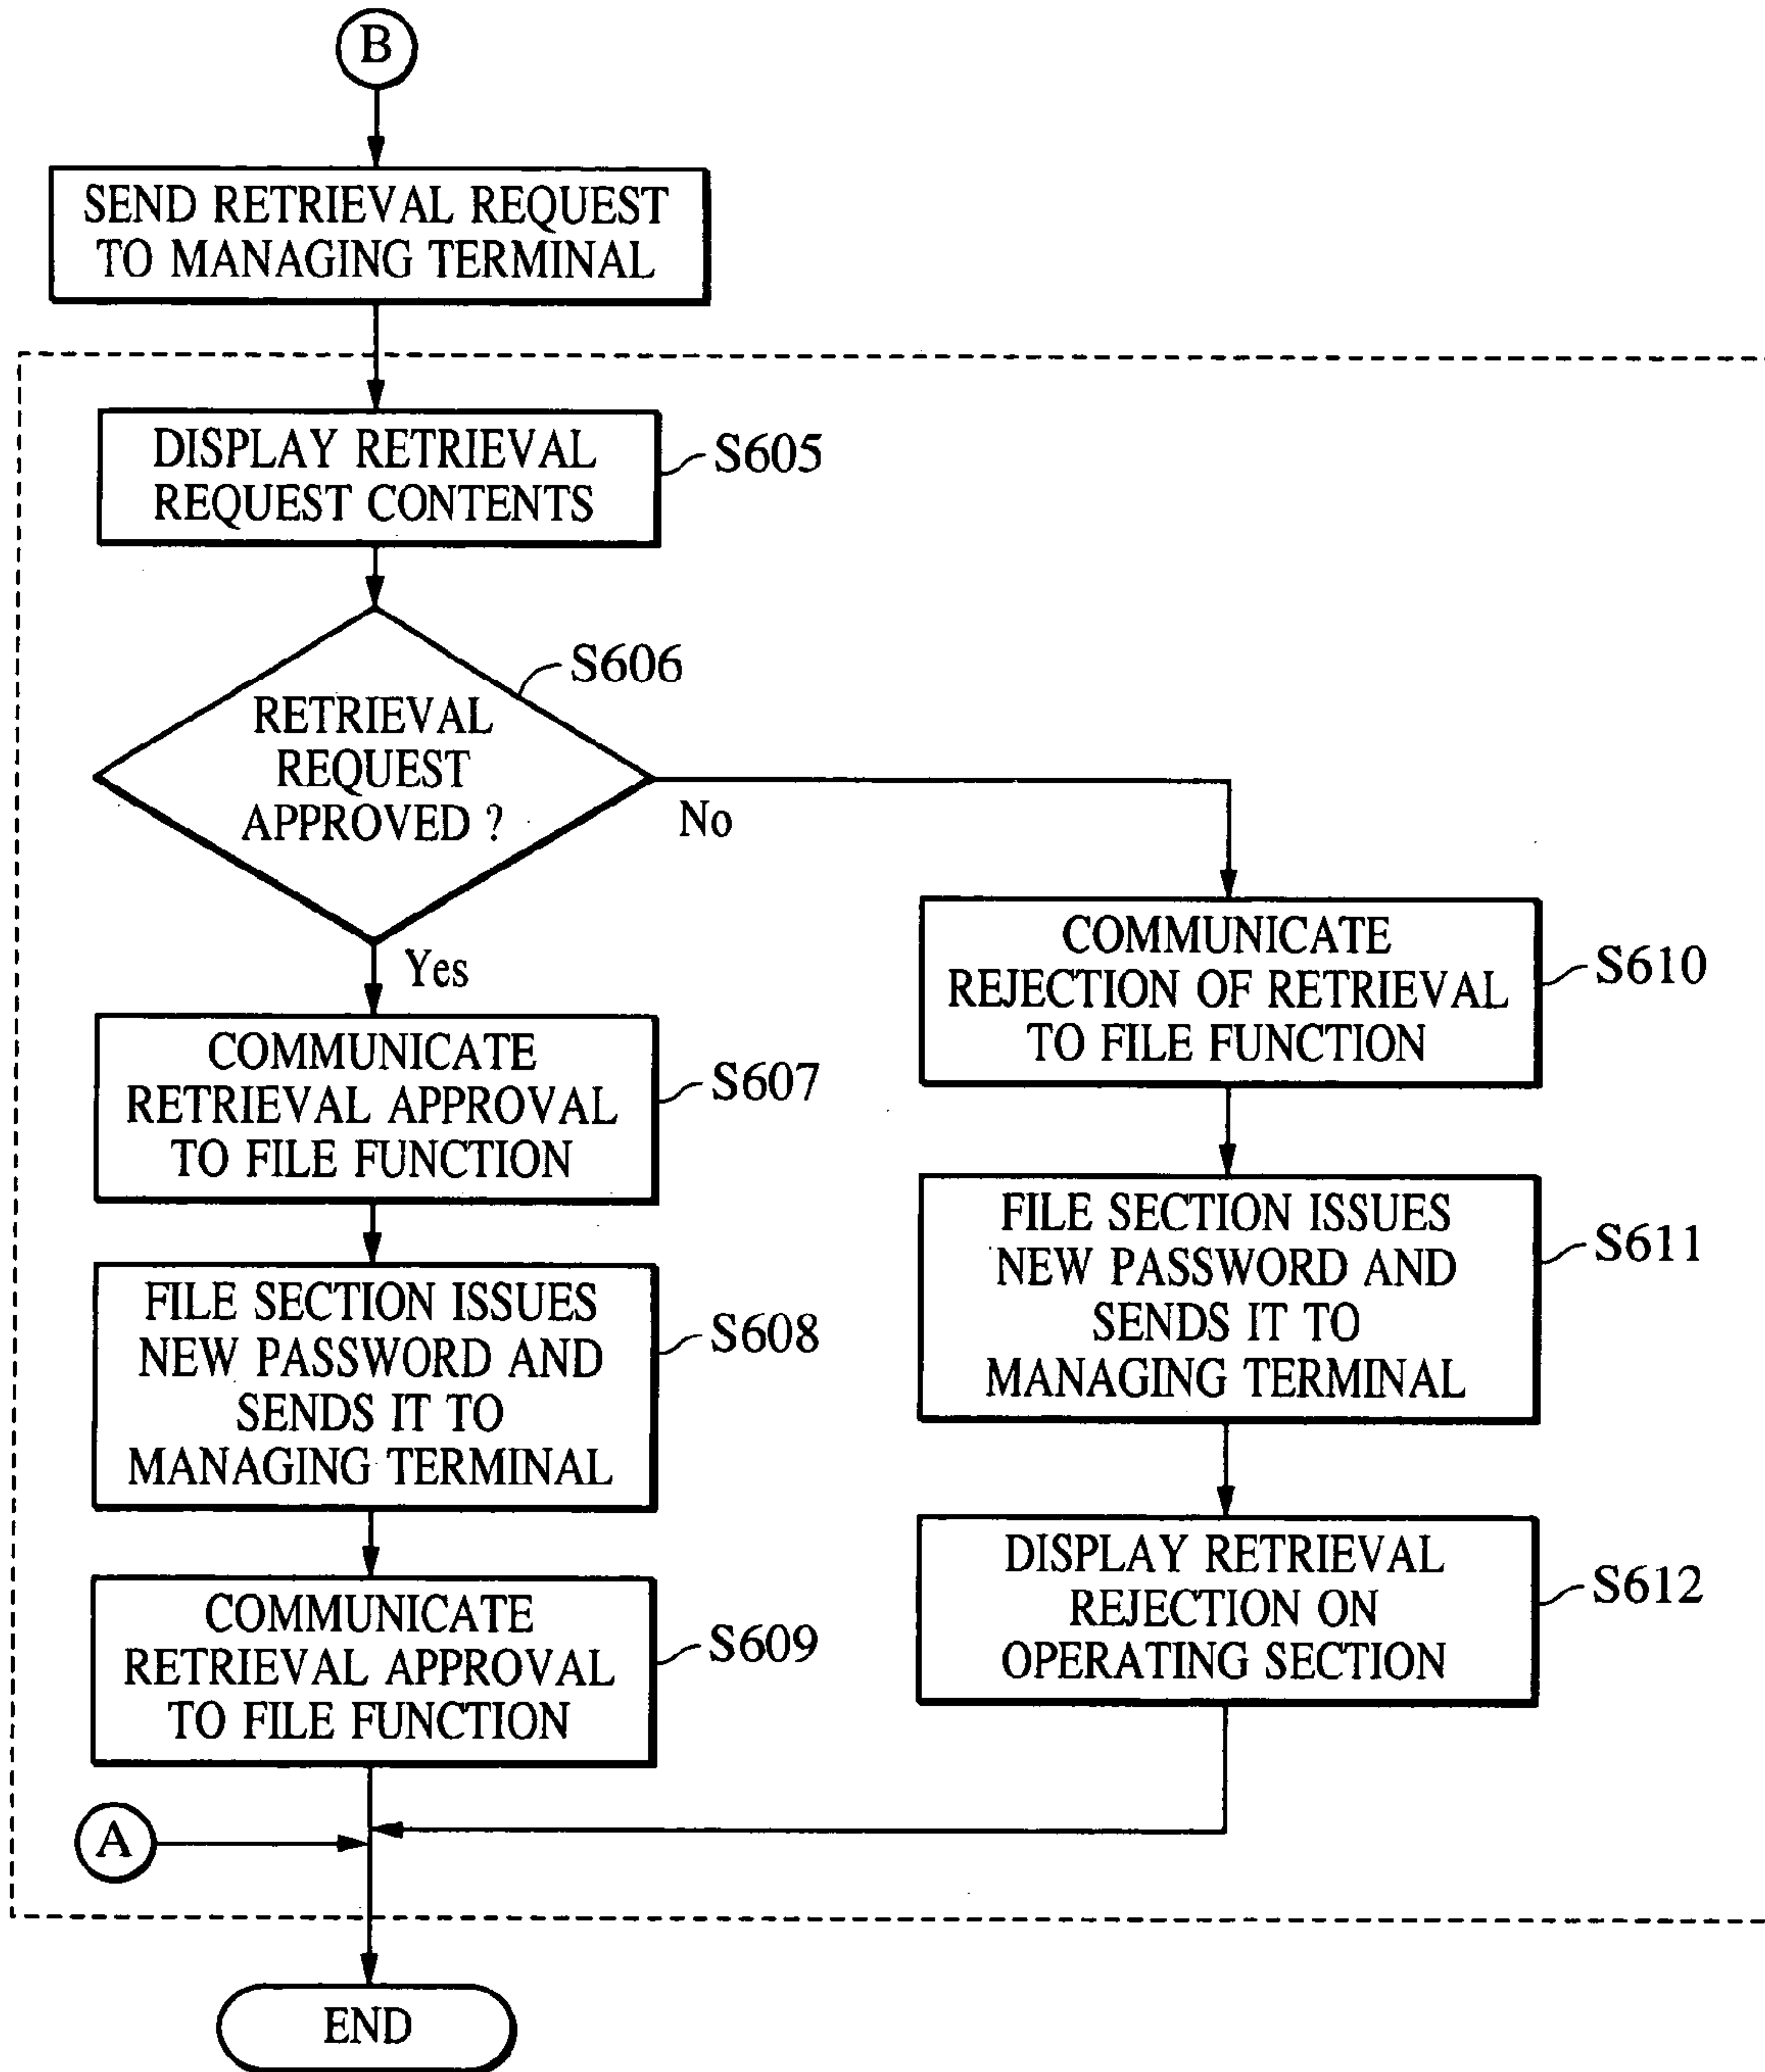 B
SEND RETRIEVAL REQUEST
TO MANAGING TERMINAL
DISPLAY RETRIEVAL
REQUEST CONTENTS
S605
RETRIEVAL
REQUEST
APPROVED ?
S606
No
Yes
COMMUNICATE
RETRIEVAL APPROVAL
TO FILE FUNCTION
S607
FILE SECTION ISSUES
NEW PASSWORD AND
SENDS IT TO
MANAGING TERMINAL
S608
COMMUNICATE
RETRIEVAL APPROVAL
TO FILE FUNCTION
S609
COMMUNICATE
REJECTION OF RETRIEVAL
TO FILE FUNCTION
S610
FILE SECTION ISSUES
NEW PASSWORD AND
SENDS IT TO
MANAGING TERMINAL
S611
DISPLAY RETRIEVAL
REJECTION ON
OPERATING SECTION
S612
A
END